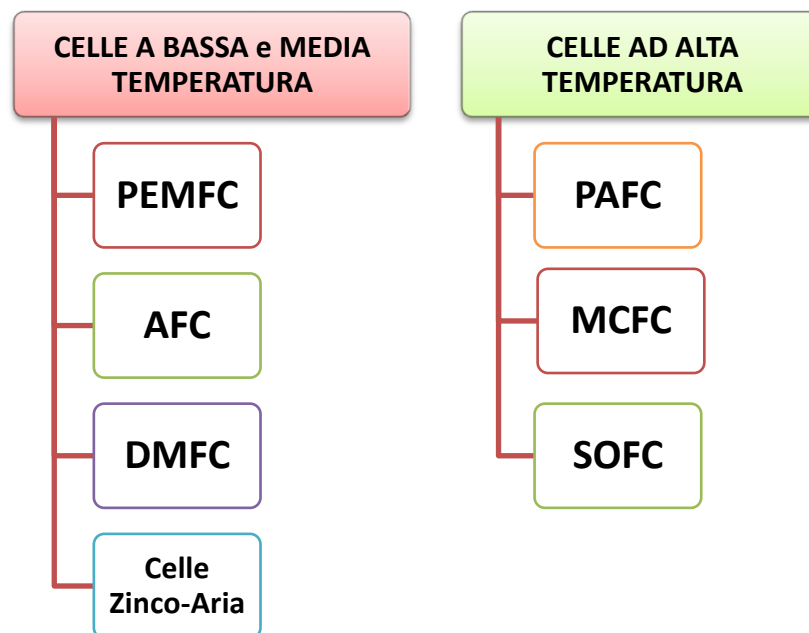 CELLE A BASSA e MEDIA
TEMPERATURA
PEMFC
AFC
DMFC
Celle
Zinco-Aria
CELLE AD ALTA
TEMPERATURA
PAFC
MCFC
SOFC